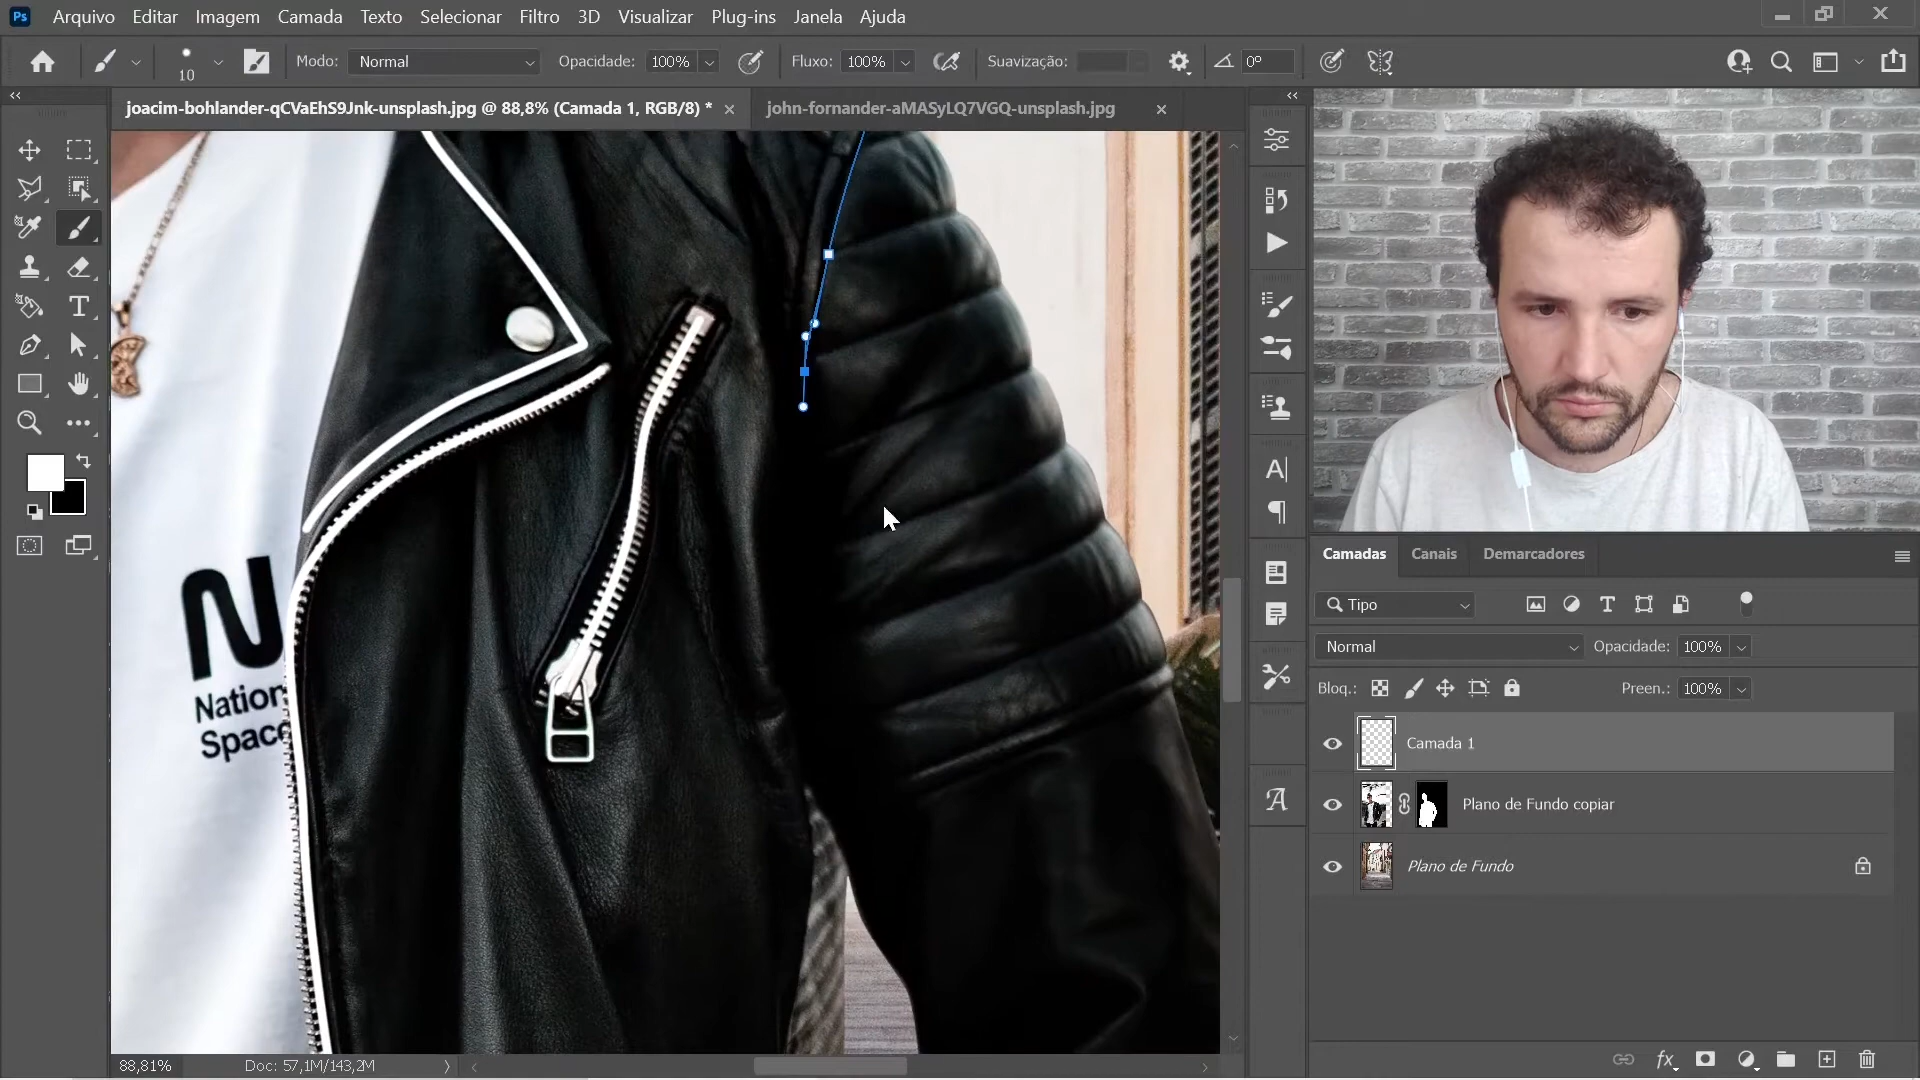 Ps Arquivo Editar Imagem Camada Texto Selecionar Filtro 3D Visualizar Plug-ins Janela Ajuda
10 Modo: Normal Opacidade: 100% Fluxo: 100% Suavização: 0°
joacim-bohlander-qCVaEhS9Jnk-unsplash.jpg @ 88,8% (Camada 1, RGB/8) * john-fornander-aMASyLQ7VGQ-unsplash.jpg
Nation
Space
Camadas Canais Demarcadores
Tipo
Normal Opacidade: 100%
Bloq.: Preen.: 100%
Camada 1
Plano de Fundo copiar
Plano de Fundo
88,81% Doc: 57,1M/143,2M